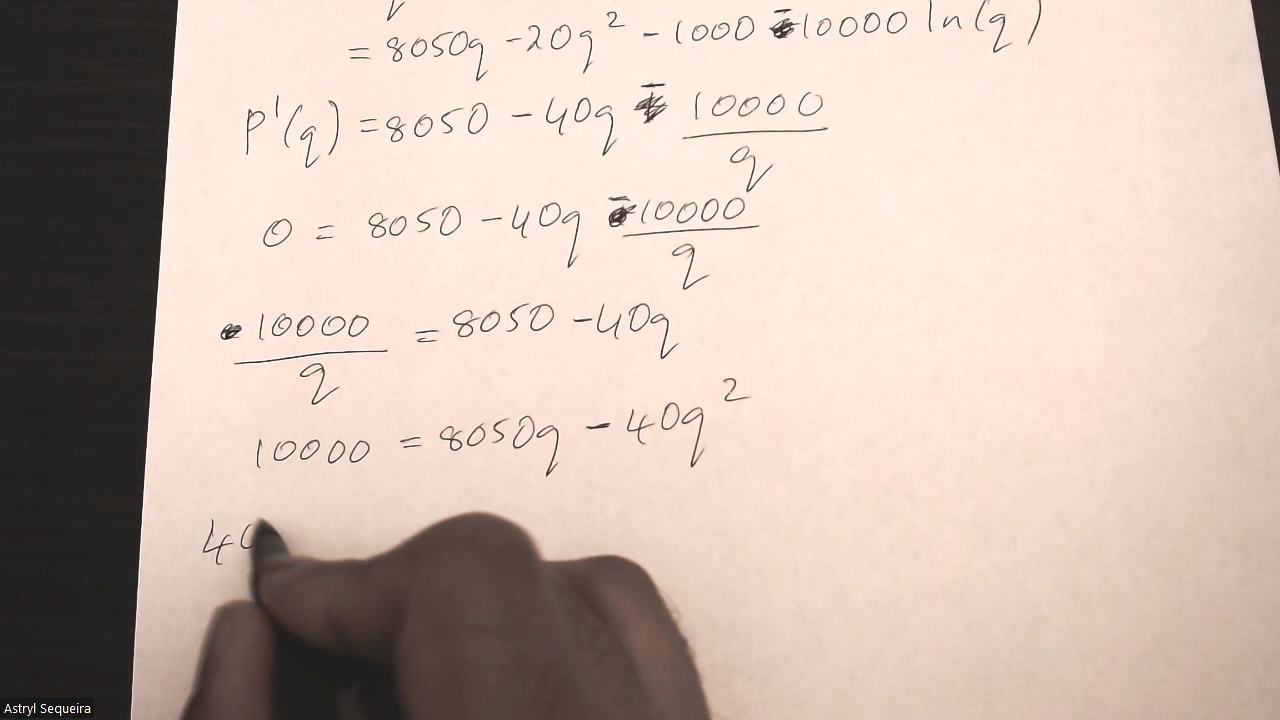 = 8050q - 20q² - 1000 - 10000 ln(q)
P'(q) = 8050 - 40q - 10000/q
0 = 8050 - 40q - 10000/q
10000/q = 8050 - 40q
10000 = 8050q - 40q²
40
Astryl Sequeira